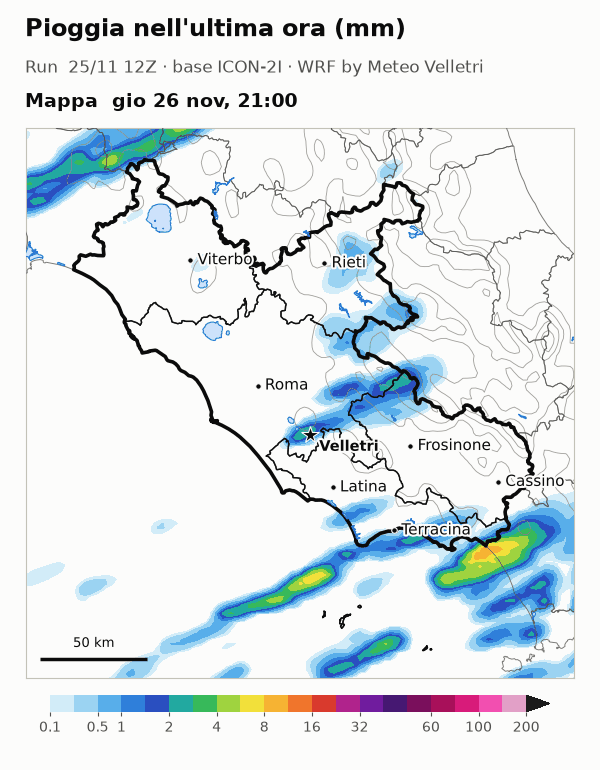 Pioggia nell'ultima ora (mm)
Run  25/11 12Z · base ICON-2I · WRF by Meteo Velletri
Mappa  gio 26 nov, 21:00
Viterbo
Rieti
Roma
Velletri
Frosinone
Latina
Cassino
Terracina
50 km
0.1 0.5 1 2 4 8 16 32 60 100 200